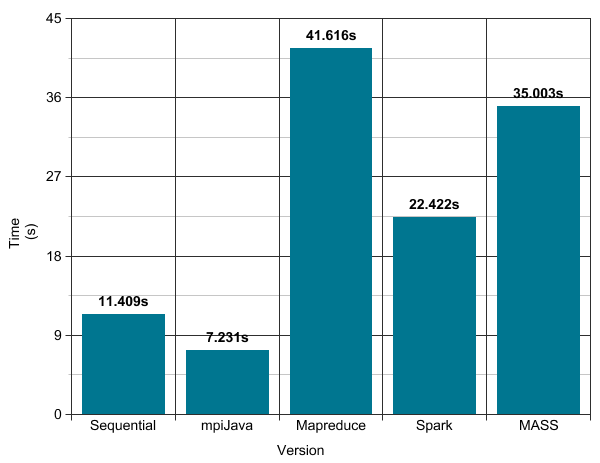 45
41.616s
36
35.003s
27
22.422s
18
11.409s
9
7.231s
0
Time
(s)
Sequential
mpiJava
Mapreduce
Spark
MASS
Version